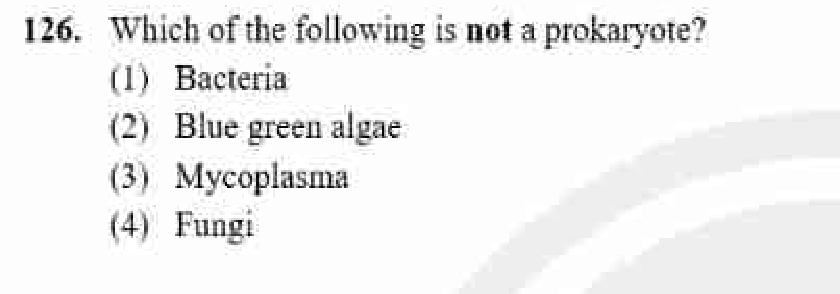 126. Which of the following is not a prokaryote?
(1) Bacteria
(2) Blue green algae
(3) Mycoplasma
(4) Fungi